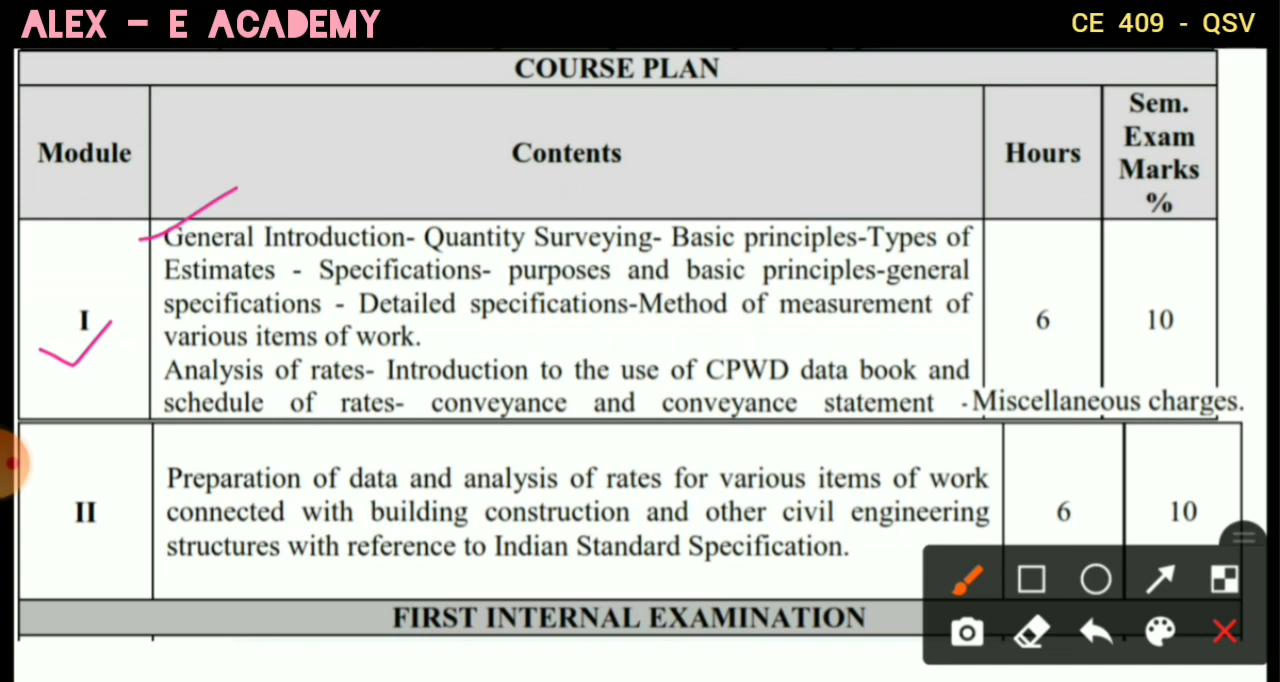 ALEX - E ACADEMY
CE 409 - QSV
COURSE PLAN
Module
Contents
Hours
Sem.
Exam
Marks
%
General Introduction- Quantity Surveying- Basic principles-Types of
Estimates - Specifications- purposes and basic principles-general
specifications - Detailed specifications-Method of measurement of
various items of work.
Analysis of rates- Introduction to the use of CPWD data book and
schedule of rates- conveyance and conveyance statement - Miscellaneous charges.
I
6
10
II
Preparation of data and analysis of rates for various items of work
connected with building construction and other civil engineering
structures with reference to Indian Standard Specification.
6
10
FIRST INTERNAL EXAMINATION